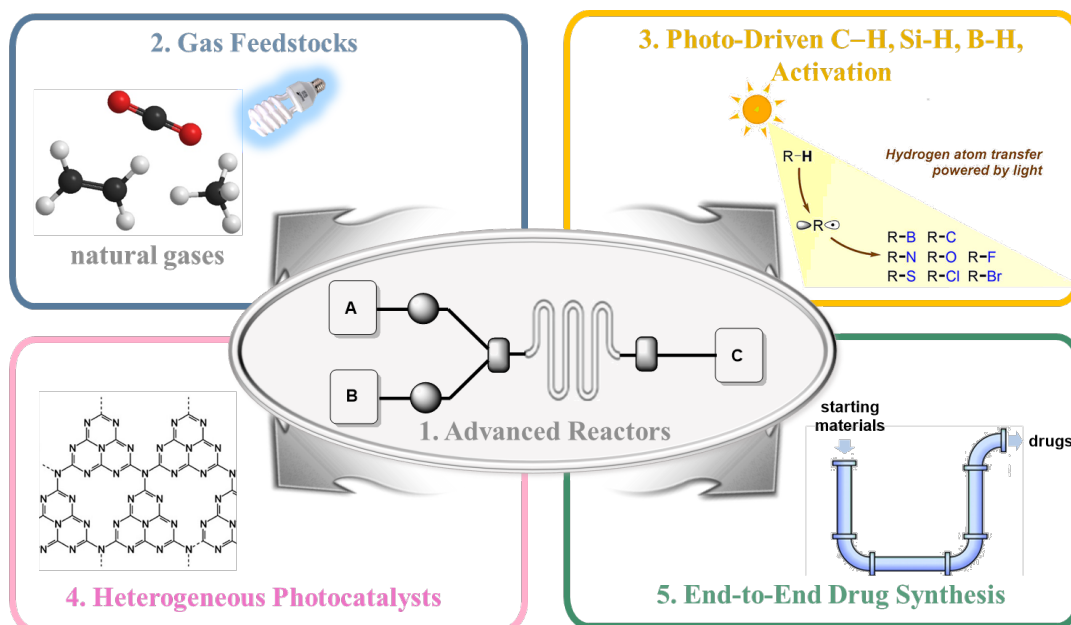 2. Gas Feedstocks
natural gases
3. Photo-Driven C–H, Si-H, B-H,
Activation
Hydrogen atom transfer
powered by light
R–H
R
R–B R–C
R–N R–O R–F
R–S R–Cl R–Br
A
B
C
1. Advanced Reactors
N N N N N N N N N N N N N N N N N N N N N N N N N N N N N N N N N N
4. Heterogeneous Photocatalysts
starting
materials
drugs
5. End-to-End Drug Synthesis